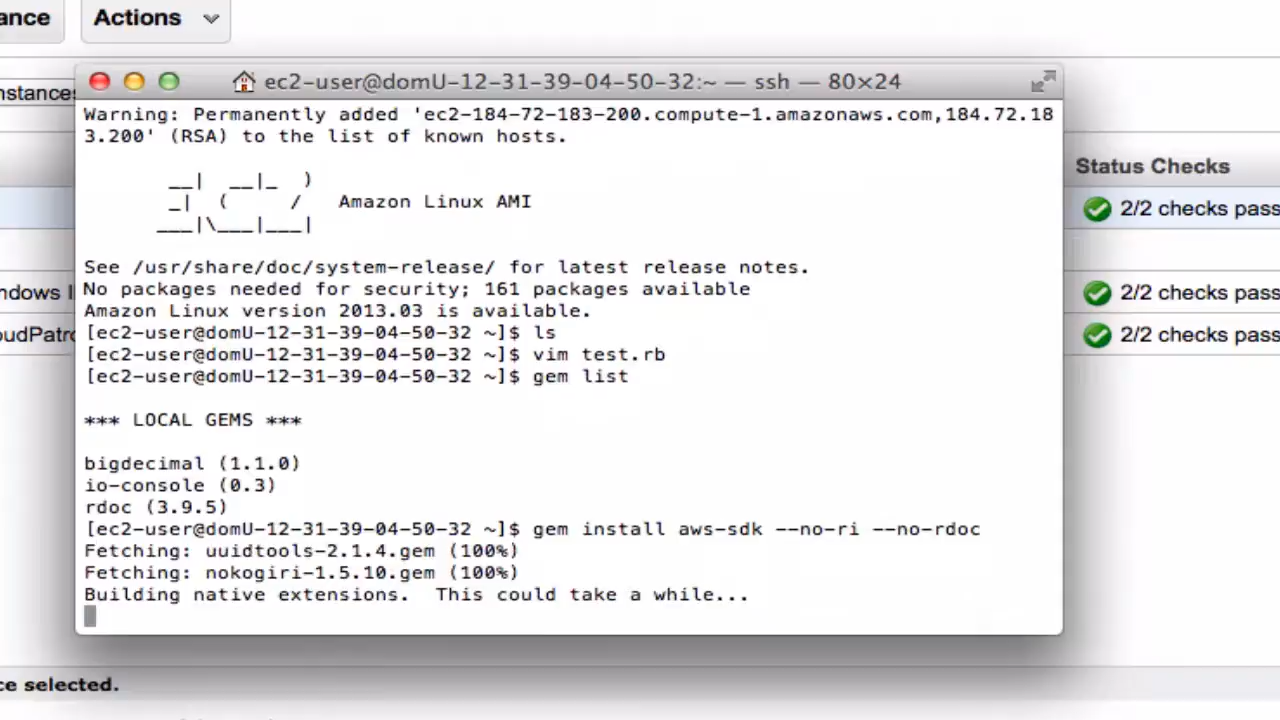 ance
Actions
nstances
ec2-user@domU-12-31-39-04-50-32:~ — ssh — 80×24
Warning: Permanently added 'ec2-184-72-183-200.compute-1.amazonaws.com,184.72.18
3.200' (RSA) to the list of known hosts.
__|  __|_  )
_|  (     /   Amazon Linux AMI
___|\___|___|
See /usr/share/doc/system-release/ for latest release notes.
No packages needed for security; 161 packages available
Amazon Linux version 2013.03 is available.
[ec2-user@domU-12-31-39-04-50-32 ~]$ ls
[ec2-user@domU-12-31-39-04-50-32 ~]$ vim test.rb
[ec2-user@domU-12-31-39-04-50-32 ~]$ gem list
*** LOCAL GEMS ***
bigdecimal (1.1.0)
io-console (0.3)
rdoc (3.9.5)
[ec2-user@domU-12-31-39-04-50-32 ~]$ gem install aws-sdk --no-ri --no-rdoc
Fetching: uuidtools-2.1.4.gem (100%)
Fetching: nokogiri-1.5.10.gem (100%)
Building native extensions.  This could take a while...
Status Checks
2/2 checks pass
ndows I
2/2 checks pass
oudPatro
2/2 checks pass
ce selected.